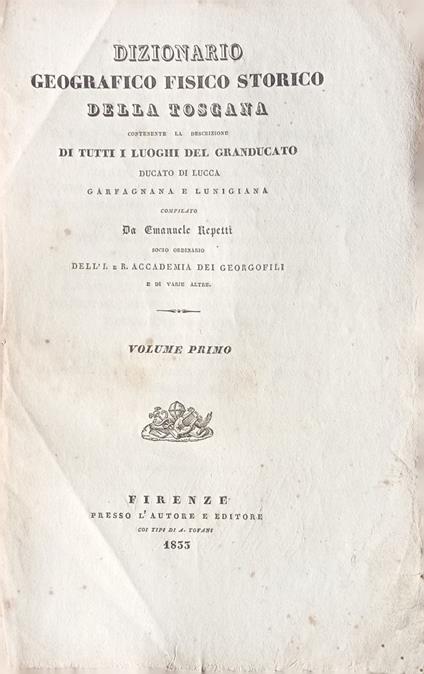 DIZIONARIO
GEOGRAFICO FISICO STORICO
DELLA TOSCANA
CONTENENTE LA DESCRIZIONE
DI TUTTI I LUOGHI DEL GRANDUCATO
DUCATO DI LUCCA
GARFAGNANA E LUNIGIANA
COMPILATO
Da Emanuele Repetti
SOCIO ORDINARIO
DELL'I. E R. ACCADEMIA DEI GEORGOFILI
E DI VARIE ALTRE.
VOLUME PRIMO
FIRENZE
PRESSO L'AUTORE E EDITORE
COI TIPI DI A. TOFANI
1833